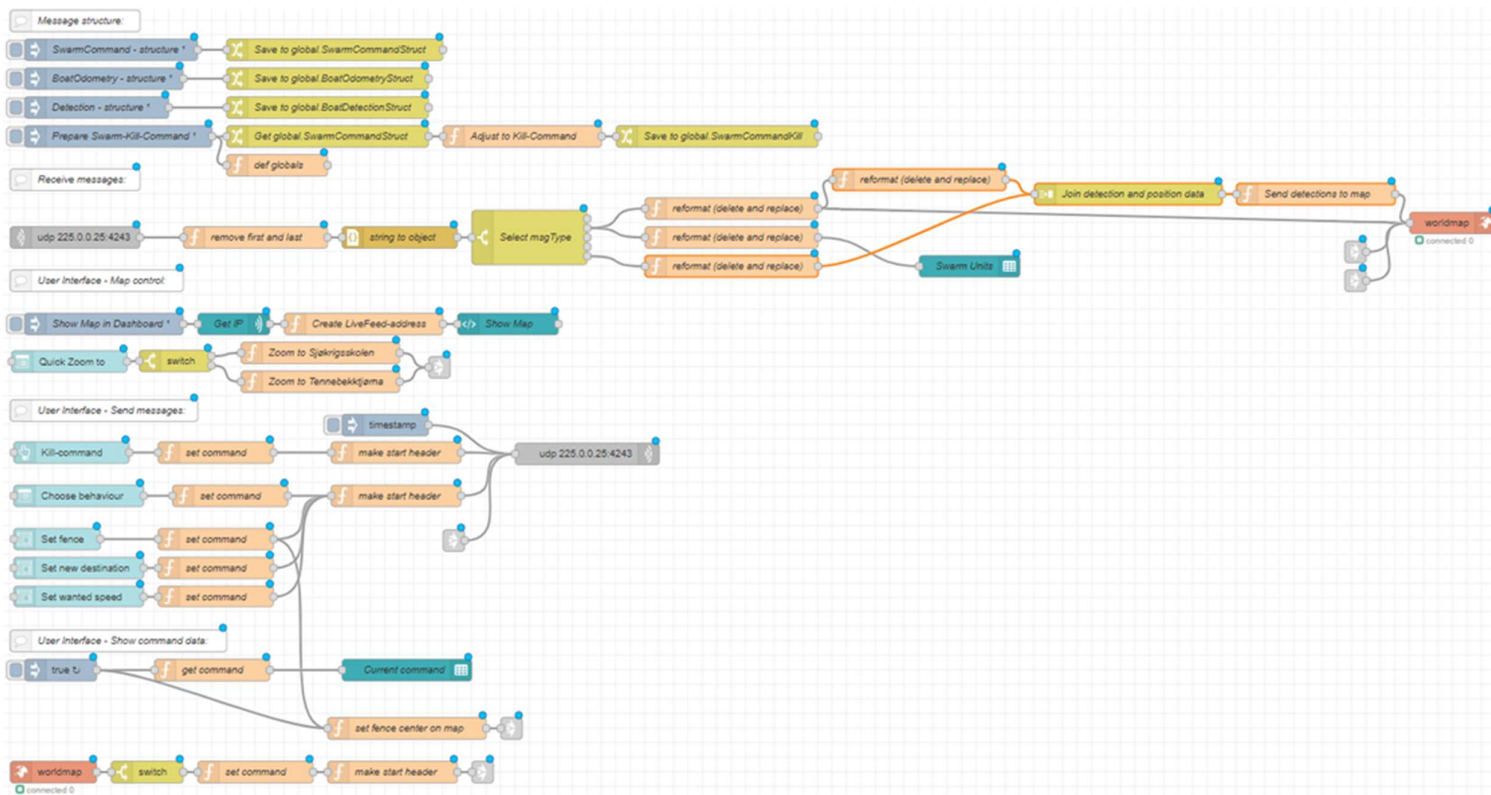 Message structure:
SwarmCommand - structure *
Save to global.SwarmCommandStruct
BoatOdometry - structure *
Save to global.BoatOdometryStruct
Detection - structure *
Save to global.BoatDetectionStruct
Prepare Swarm-Kill-Command *
Get global.SwarmCommandStruct
Adjust to Kill-Command
Save to global.SwarmCommandKill
def globals
Receive messages:
reformat (delete and replace)
Join detection and position data
Send detections to map
reformat (delete and replace)
worldmap
connected 0
udp 225.0.0.25:4243
remove first and last
string to object
Select msgType
reformat (delete and replace)
reformat (delete and replace)
Swarm Units
User Interface - Map control:
Show Map in Dashboard *
Get IP
Create LiveFeed-address
Show Map
Quick Zoom to
switch
Zoom to Sjøkrigsskolen
Zoom to Tennebekktjørna
User Interface - Send messages:
timestamp
Kill-command
set command
make start header
udp 225.0.0.25:4243
Choose behaviour
set command
make start header
Set fence
set command
Set new destination
set command
Set wanted speed
set command
User Interface - Show command data:
true ↻
get command
Current command
set fence center on map
worldmap
switch
set command
make start header
connected 0